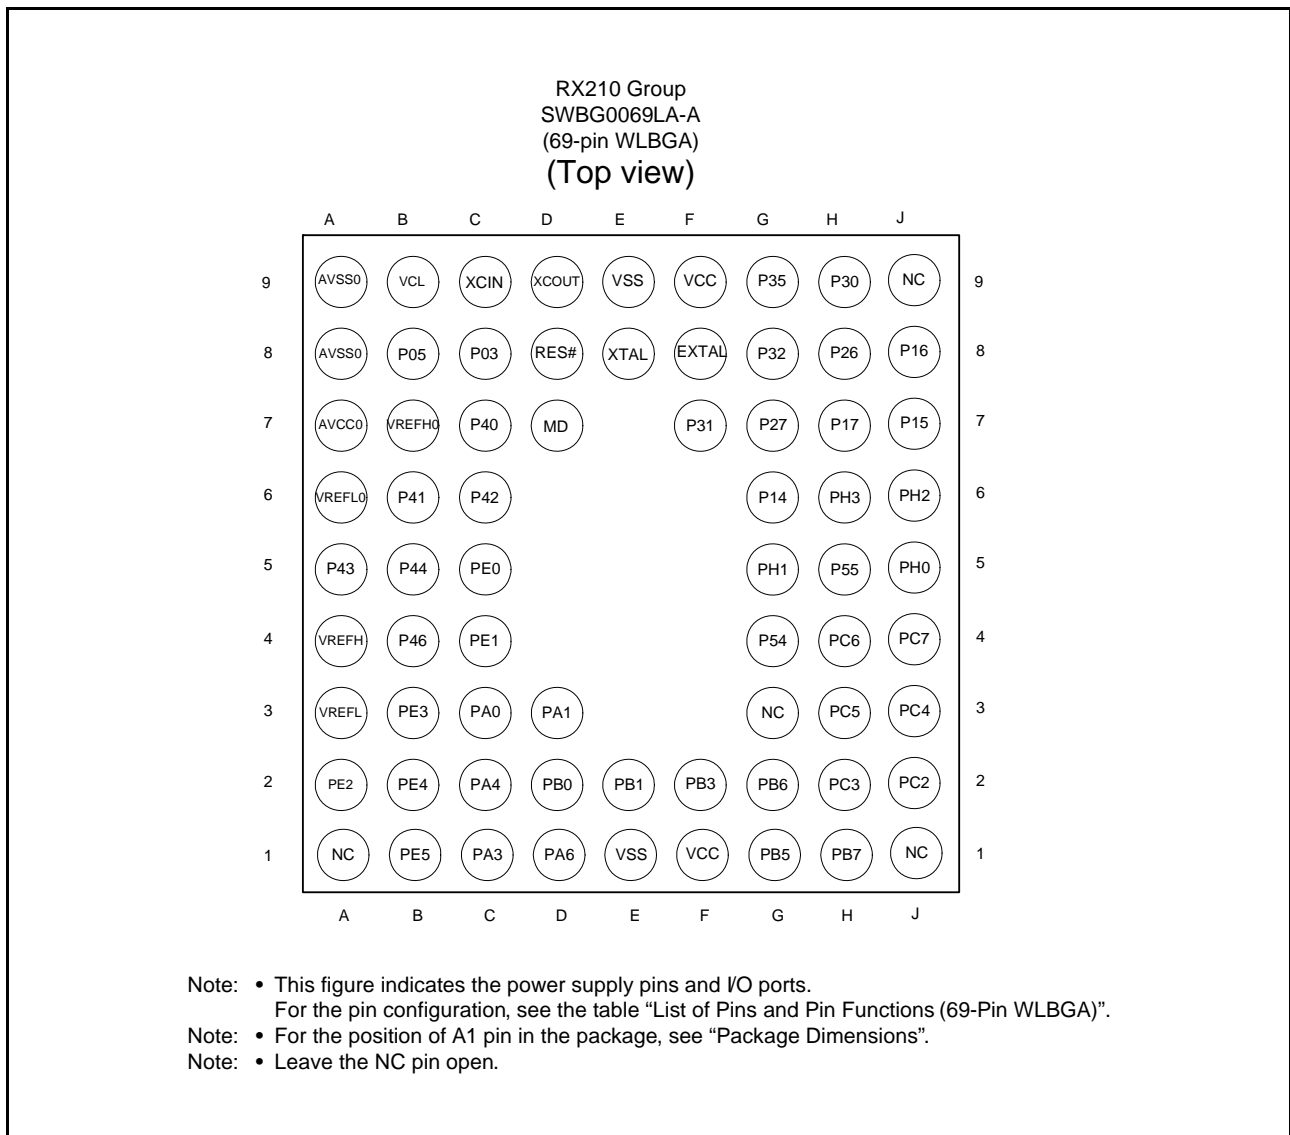 RX210 Group
SWBG0069LA-A
(69-pin WLBGA)
(Top view)
A B C D E F G H J
9 AVSS0 VCL XCIN XCOUT VSS VCC P35 P30 NC 9
8 AVSS0 P05 P03 RES# XTAL EXTAL P32 P26 P16 8
7 AVCC0 VREFH0 P40 MD P31 P27 P17 P15 7
6 VREFL0 P41 P42 P14 PH3 PH2 6
5 P43 P44 PE0 PH1 P55 PH0 5
4 VREFH P46 PE1 P54 PC6 PC7 4
3 VREFL PE3 PA0 PA1 NC PC5 PC4 3
2 PE2 PE4 PA4 PB0 PB1 PB3 PB6 PC3 PC2 2
1 NC PE5 PA3 PA6 VSS VCC PB5 PB7 NC 1
A B C D E F G H J
Note: • This figure indicates the power supply pins and I/O ports.
For the pin configuration, see the table “List of Pins and Pin Functions (69-Pin WLBGA)”.
Note: • For the position of A1 pin in the package, see “Package Dimensions”.
Note: • Leave the NC pin open.